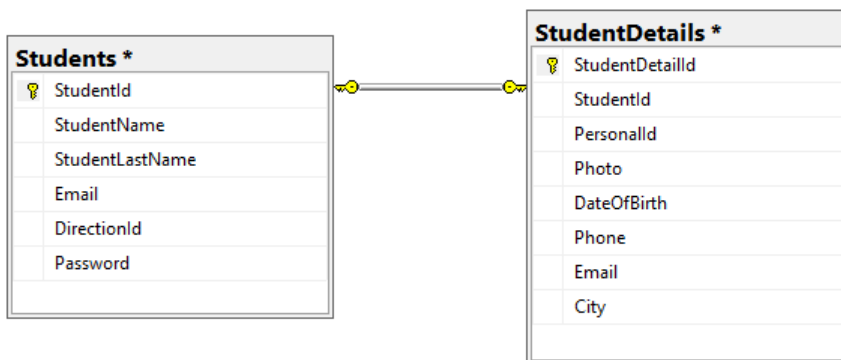 Students *
StudentId
StudentName
StudentLastName
Email
DirectionId
Password
StudentDetails *
StudentDetailId
StudentId
PersonalId
Photo
DateOfBirth
Phone
Email
City